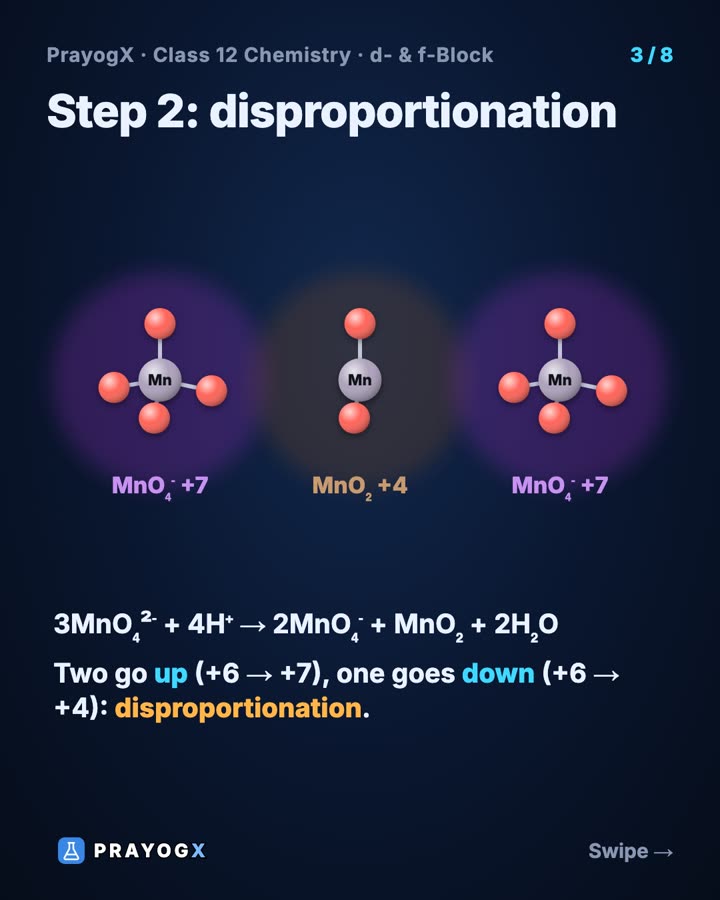 PrayogX · Class 12 Chemistry · d- & f-Block
3 / 8
Step 2: disproportionation
Mn
Mn
Mn
MnO₄⁻ +7
MnO₂ +4
MnO₄⁻ +7
3MnO₄²⁻ + 4H⁺ → 2MnO₄⁻ + MnO₂ + 2H₂O
Two go up (+6 → +7), one goes down (+6 →
+4): disproportionation.
PRAYOGX
Swipe →